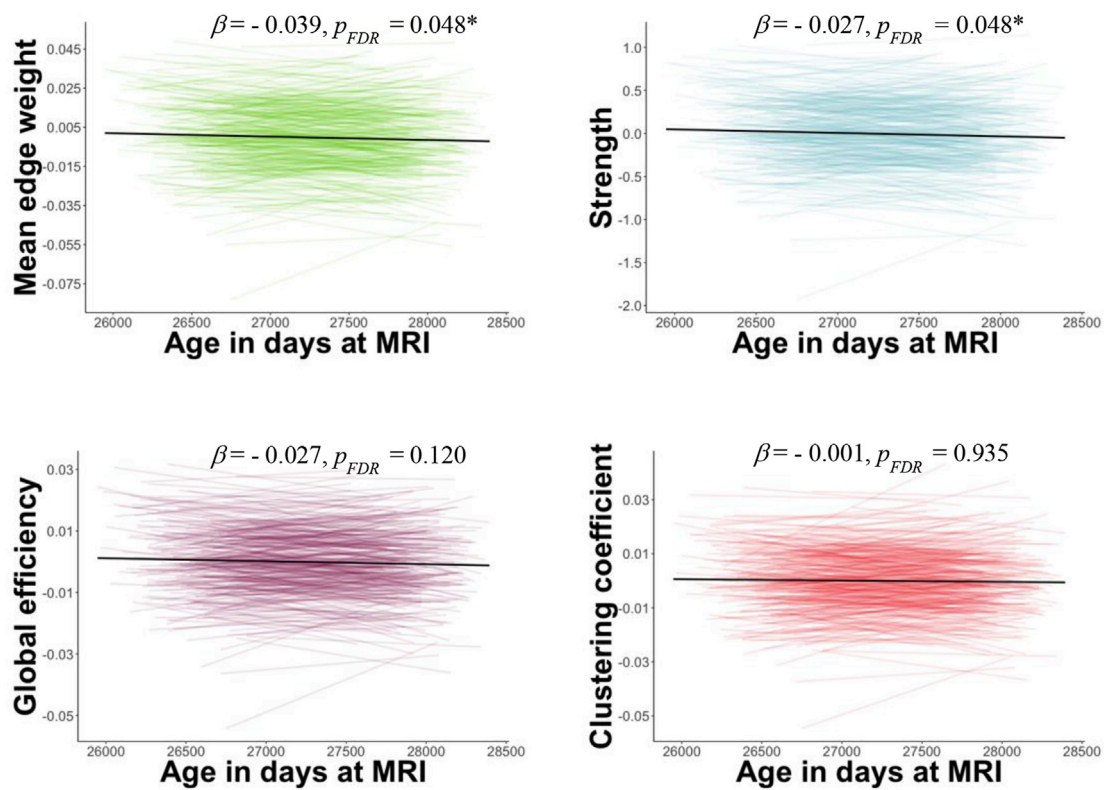 β = - 0.039, pFDR = 0.048*
Mean edge weight
0.045
0.025
0.005
-0.015
-0.035
-0.055
-0.075
26000 26500 27000 27500 28000 28500
Age in days at MRI
β = - 0.027, pFDR = 0.048*
Strength
1.0
0.5
0.0
-0.5
-1.0
-1.5
-2.0
26000 26500 27000 27500 28000 28500
Age in days at MRI
β = - 0.027, pFDR = 0.120
Global efficiency
0.03
0.01
-0.01
-0.03
-0.05
26000 26500 27000 27500 28000 28500
Age in days at MRI
β = - 0.001, pFDR = 0.935
Clustering coefficient
0.03
0.01
-0.01
-0.03
-0.05
26000 26500 27000 27500 28000 28500
Age in days at MRI